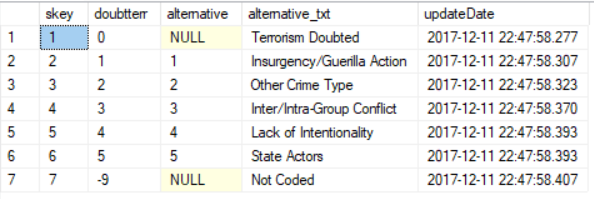 skey doubtterr alternative alternative_txt updateDate
1 1 0 NULL Terrorism Doubted 2017-12-11 22:47:58.277
2 2 1 1 Insurgency/Guerilla Action 2017-12-11 22:47:58.307
3 3 2 2 Other Crime Type 2017-12-11 22:47:58.323
4 4 3 3 Inter/Intra-Group Conflict 2017-12-11 22:47:58.370
5 5 4 4 Lack of Intentionality 2017-12-11 22:47:58.393
6 6 5 5 State Actors 2017-12-11 22:47:58.393
7 7 -9 NULL Not Coded 2017-12-11 22:47:58.407